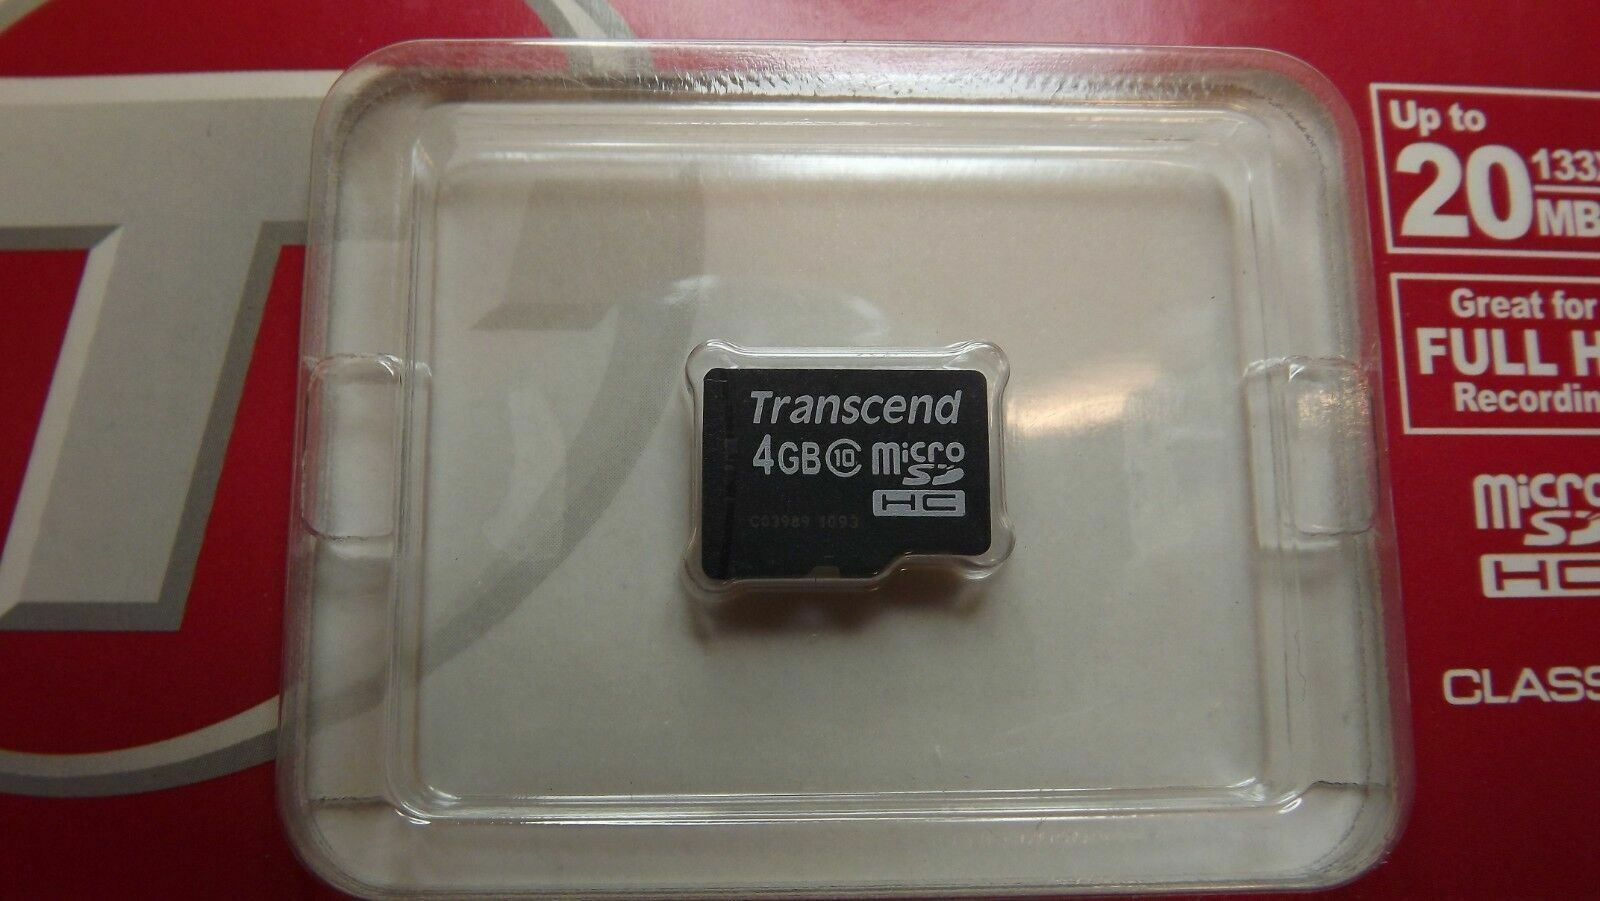 Transcend
4GB 10 micro
SD
HC
C03989 1093
Up to
20 133X
MB
Great for
FULL H
Recordin
micro
S
HC
CLASS